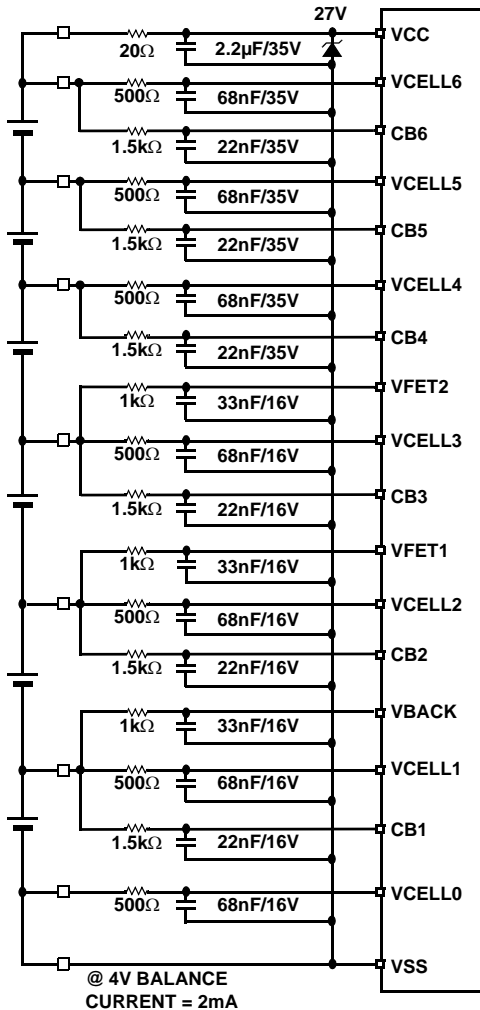 27V
20Ω 2.2µF/35V VCC
500Ω 68nF/35V VCELL6
1.5kΩ 22nF/35V CB6
500Ω 68nF/35V VCELL5
1.5kΩ 22nF/35V CB5
500Ω 68nF/35V VCELL4
1.5kΩ 22nF/35V CB4
1kΩ 33nF/16V VFET2
500Ω 68nF/16V VCELL3
1.5kΩ 22nF/16V CB3
1kΩ 33nF/16V VFET1
500Ω 68nF/16V VCELL2
1.5kΩ 22nF/16V CB2
1kΩ 33nF/16V VBACK
500Ω 68nF/16V VCELL1
1.5kΩ 22nF/16V CB1
500Ω 68nF/16V VCELL0
VSS
@ 4V BALANCE
CURRENT = 2mA